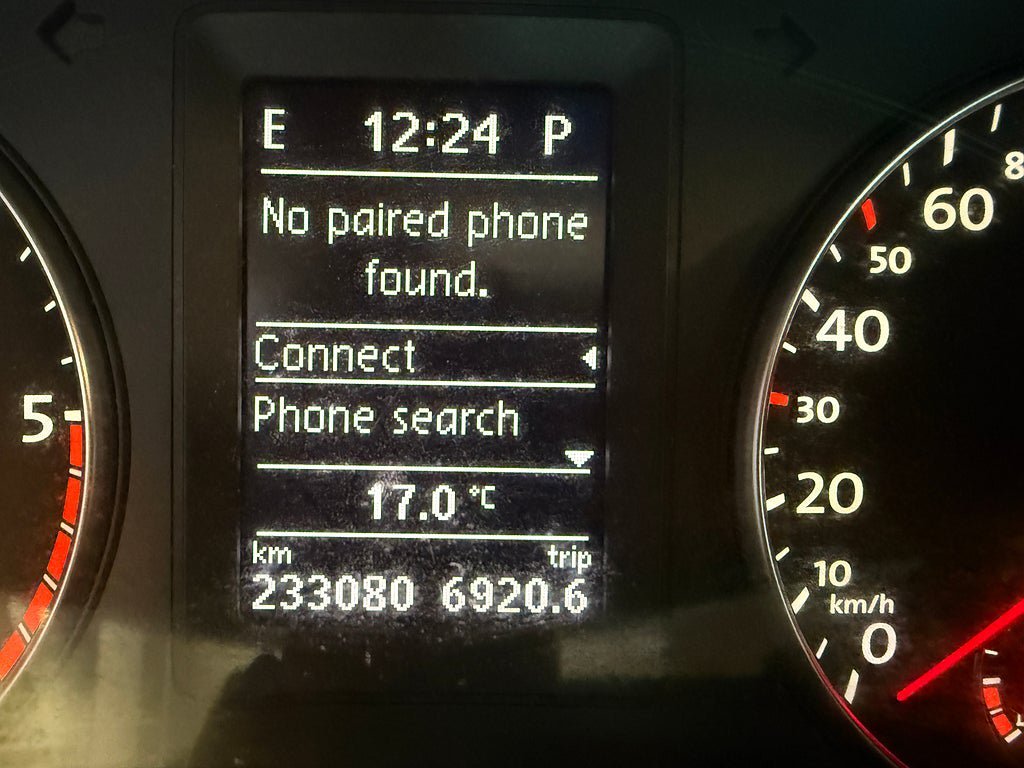 E 12:24 P
No paired phone
found.
Connect
Phone search
17.0 °C
km trip
233080 6920.6
5
8
60
50
40
30
20
10
km/h
0